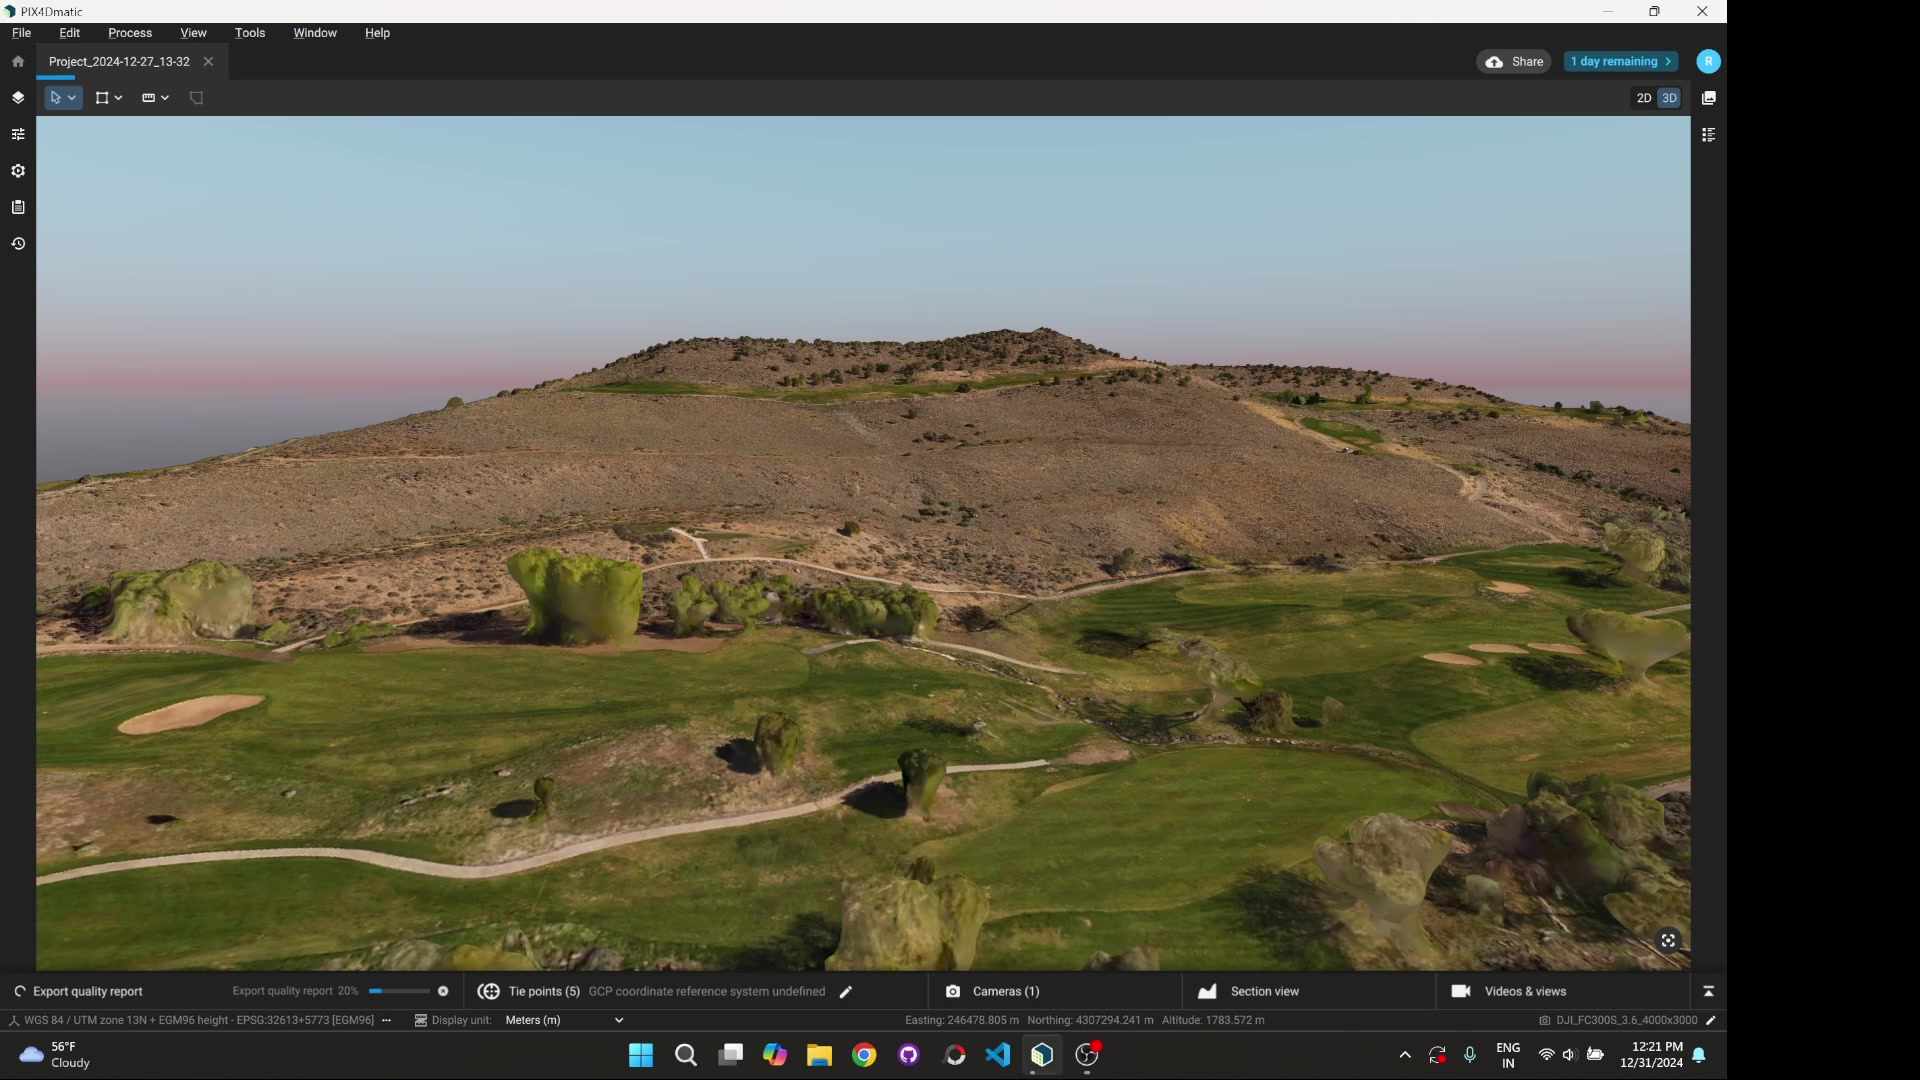 PIX4Dmatic
File Edit Process View Tools Window Help
Project_2024-12-27_13-32
Share
1 day remaining
R
2D 3D
Export quality report
Export quality report 20%
Tie points (5) GCP coordinate reference system undefined
Cameras (1)
Section view
Videos & views
WGS 84 / UTM zone 13N + EGM96 height - EPSG:32613+5773 [EGM96]
Display unit: Meters (m)
Easting: 246478.805 m Northing: 4307294.241 m Altitude: 1783.572 m
DJI_FC300S_3.6_4000x3000
56°F
Cloudy
ENG
IN
12:21 PM
12/31/2024